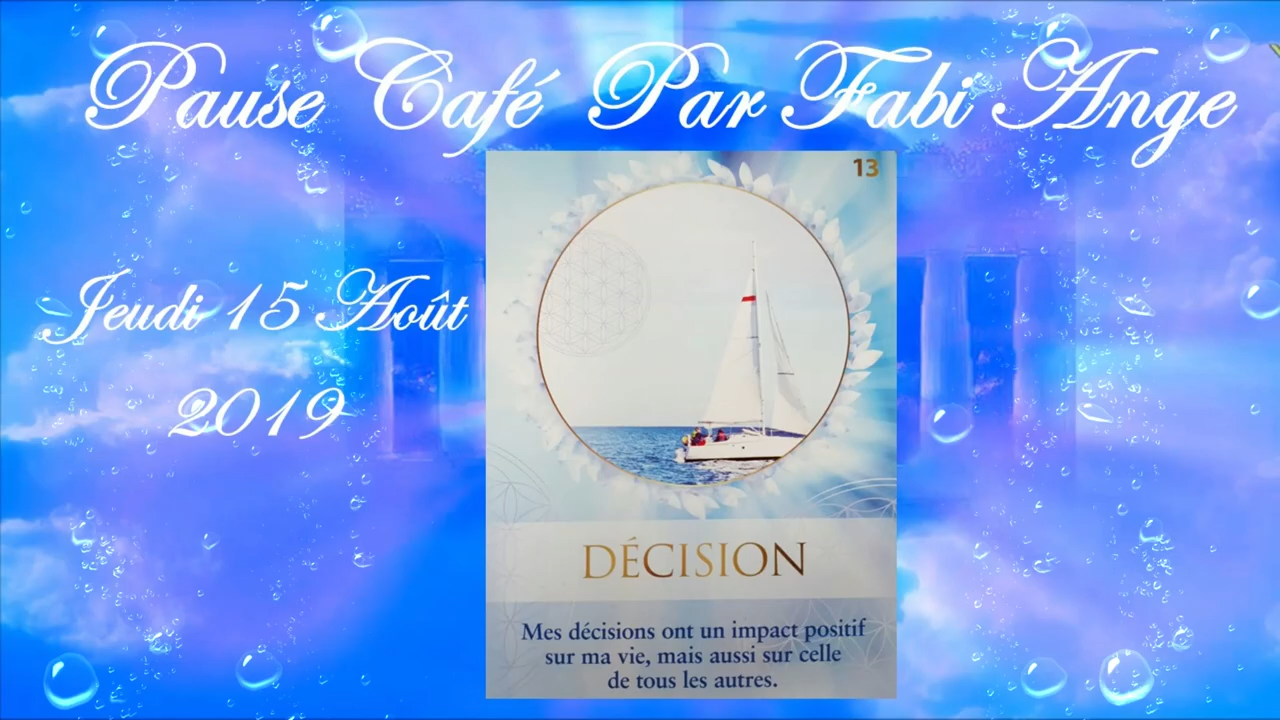 Pause Café Par Fabi Ange
Jeudi 15 Août
2019
13
DÉCISION
Mes décisions ont un impact positif
sur ma vie, mais aussi sur celle
de tous les autres.